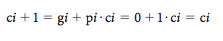 ci + 1 = gi + pi · ci = 0 + 1 · ci = ci